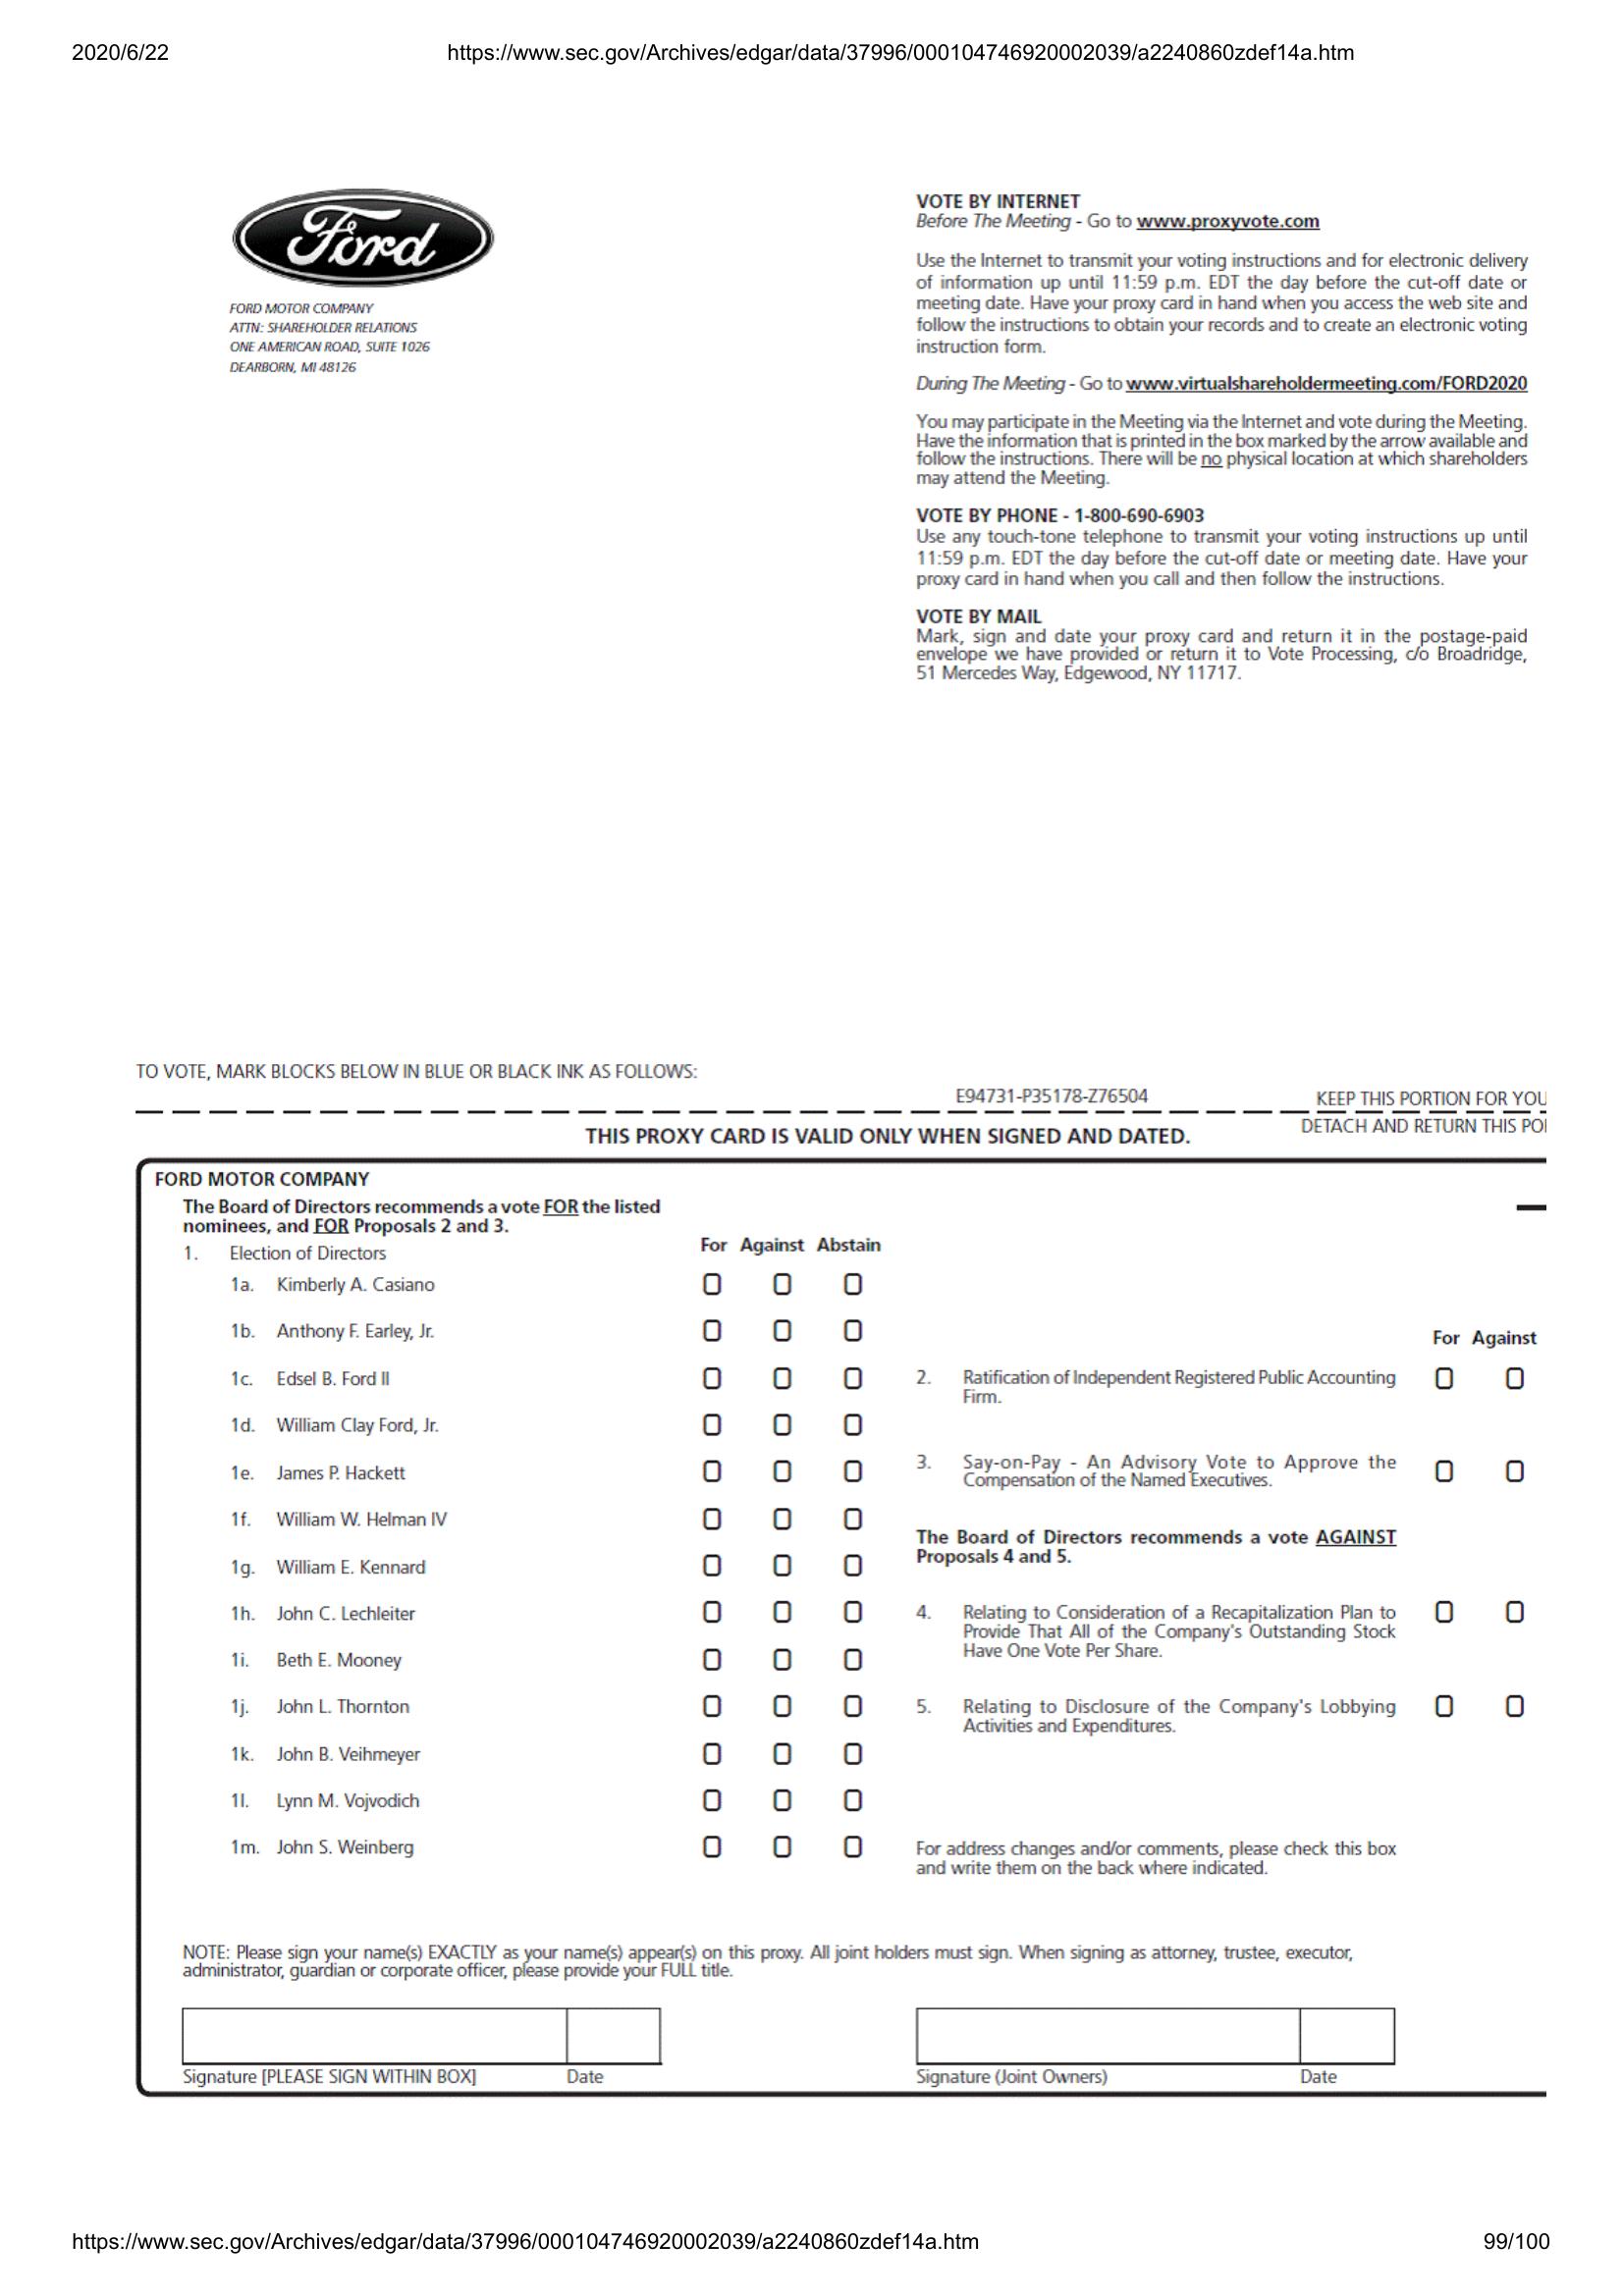 2020/6/22
https://www.sec.gov/Archives/edgar/data/37996/000104746920002039/a2240860zdef14a.htm
Ford
FORD MOTOR COMPANY
ATTN: SHAREHOLDER RELATIONS
ONE AMERICAN ROAD, SUITE 1026
DEARBORN, MI 48126
VOTE BY INTERNET
Before The Meeting - Go to www.proxyvote.com
Use the Internet to transmit your voting instructions and for electronic delivery
of information up until 11:59 p.m. EDT the day before the cut-off date or
meeting date. Have your proxy card in hand when you access the web site and
follow the instructions to obtain your records and to create an electronic voting
instruction form.
During The Meeting - Go to www.virtualshareholdermeeting.com/FORD2020
You may participate in the Meeting via the Internet and vote during the Meeting.
Have the information that is printed in the box marked by the arrow available and
follow the instructions. There will be no physical location at which shareholders
may attend the Meeting.
VOTE BY PHONE - 1-800-690-6903
Use any touch-tone telephone to transmit your voting instructions up until
11:59 p.m. EDT the day before the cut-off date or meeting date. Have your
proxy card in hand when you call and then follow the instructions.
VOTE BY MAIL
Mark, sign and date your proxy card and return it in the postage-paid
envelope we have provided or return it to Vote Processing, c/o Broadridge,
51 Mercedes Way, Edgewood, NY 11717.
TO VOTE, MARK BLOCKS BELOW IN BLUE OR BLACK INK AS FOLLOWS:
E94731-P35178-Z76504
KEEP THIS PORTION FOR YOU
DETACH AND RETURN THIS PO
THIS PROXY CARD IS VALID ONLY WHEN SIGNED AND DATED.
FORD MOTOR COMPANY
The Board of Directors recommends a vote FOR the listed
nominees, and FOR Proposals 2 and 3.
1. Election of Directors
For Against Abstain
1a. Kimberly A. Casiano
1b. Anthony F. Earley, Jr.
1c. Edsel B. Ford II
1d. William Clay Ford, Jr.
1e. James P. Hackett
1f. William W. Helman IV
1g. William E. Kennard
1h. John C. Lechleiter
1i. Beth E. Mooney
1j. John L. Thornton
1k. John B. Veihmeyer
1l. Lynn M. Vojvodich
1m. John S. Weinberg
For Against
2. Ratification of Independent Registered Public Accounting
Firm.
3. Say-on-Pay - An Advisory Vote to Approve the
Compensation of the Named Executives.
The Board of Directors recommends a vote AGAINST
Proposals 4 and 5.
4. Relating to Consideration of a Recapitalization Plan to
Provide That All of the Company's Outstanding Stock
Have One Vote Per Share.
5. Relating to Disclosure of the Company's Lobbying
Activities and Expenditures.
For address changes and/or comments, please check this box
and write them on the back where indicated.
NOTE: Please sign your name(s) EXACTLY as your name(s) appear(s) on this proxy. All joint holders must sign. When signing as attorney, trustee, executor,
administrator, guardian or corporate officer, please provide your FULL title.
Signature [PLEASE SIGN WITHIN BOX] Date
Signature (Joint Owners) Date
https://www.sec.gov/Archives/edgar/data/37996/000104746920002039/a2240860zdef14a.htm
99/100